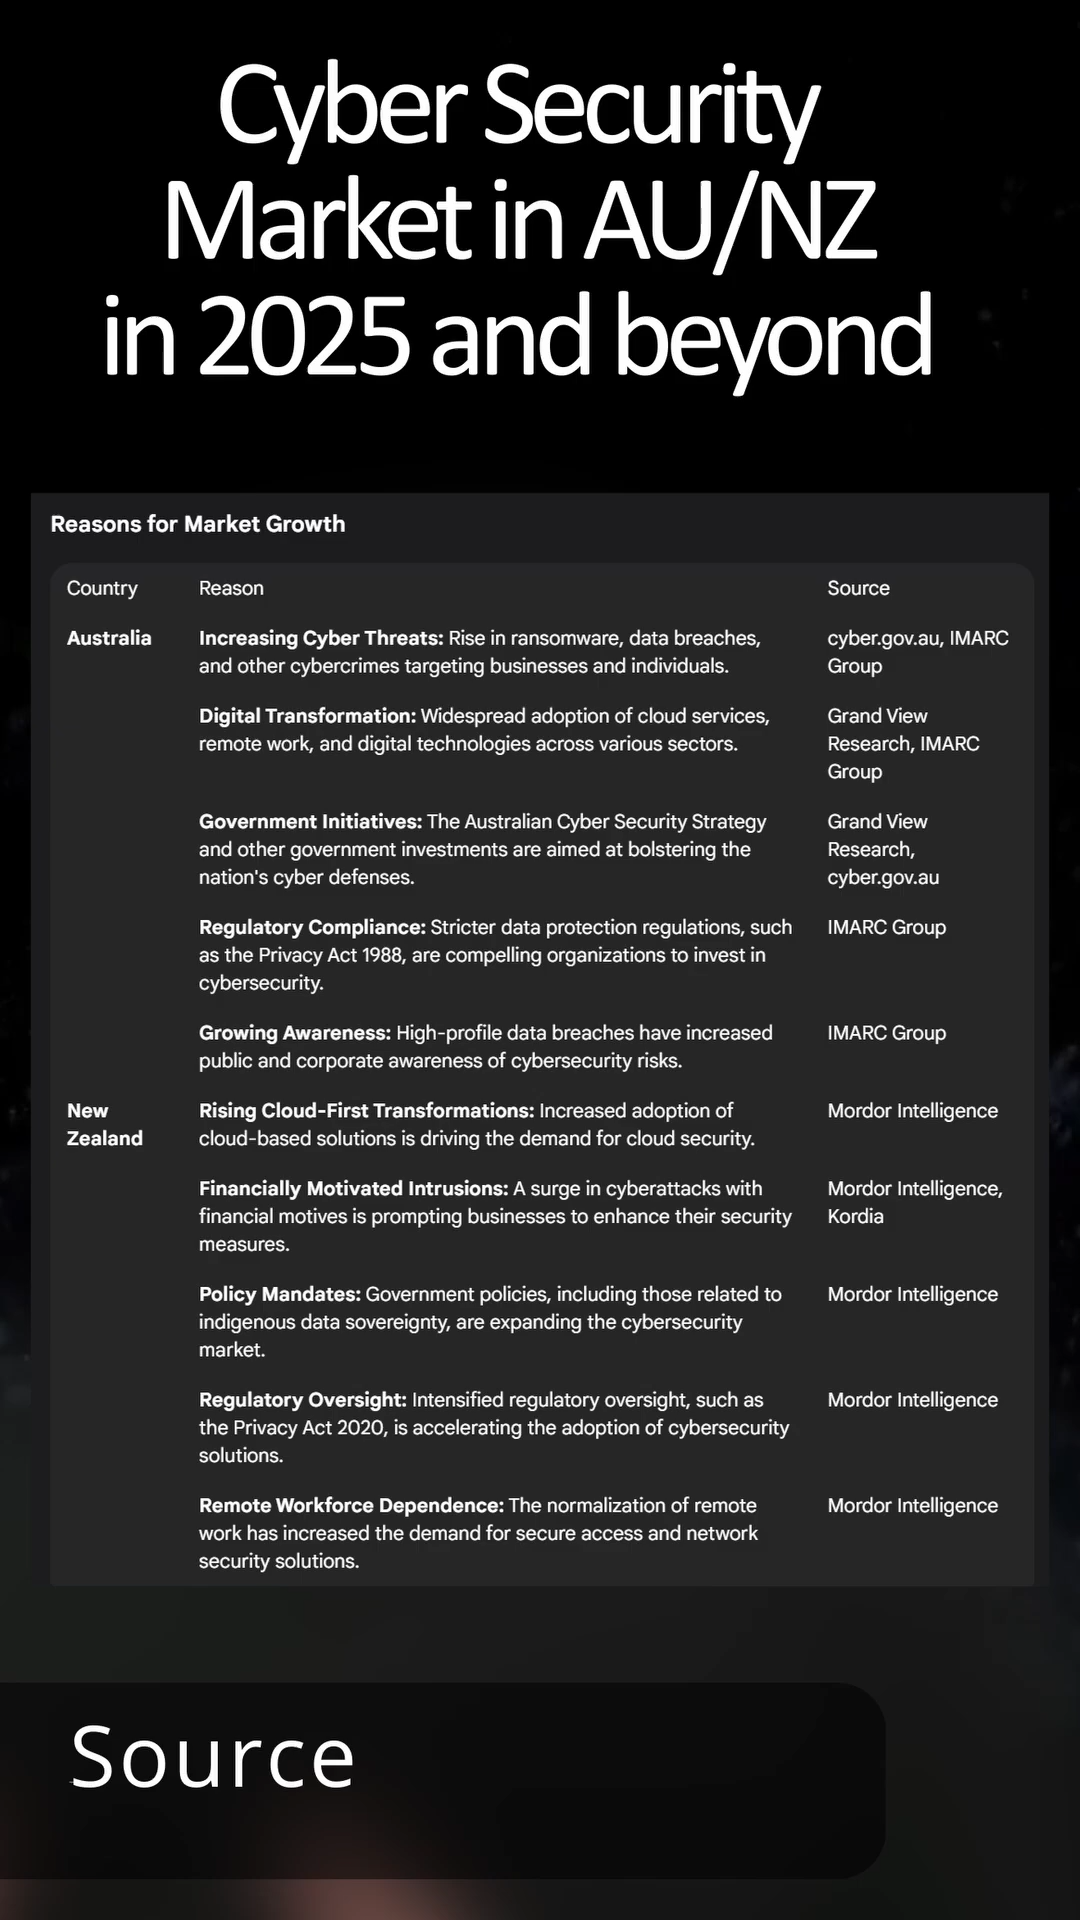 Cyber Security
Market in AU/NZ
in 2025 and beyond
Reasons for Market Growth
Country Reason Source
Australia Increasing Cyber Threats: Rise in ransomware, data breaches, cyber.gov.au, IMARC
and other cybercrimes targeting businesses and individuals. Group
Digital Transformation: Widespread adoption of cloud services, Grand View
remote work, and digital technologies across various sectors. Research, IMARC
Group
Government Initiatives: The Australian Cyber Security Strategy Grand View
and other government investments are aimed at bolstering the Research,
nation's cyber defenses. cyber.gov.au
Regulatory Compliance: Stricter data protection regulations, such IMARC Group
as the Privacy Act 1988, are compelling organizations to invest in
cybersecurity.
Growing Awareness: High-profile data breaches have increased IMARC Group
public and corporate awareness of cybersecurity risks.
New Rising Cloud-First Transformations: Increased adoption of Mordor Intelligence
Zealand cloud-based solutions is driving the demand for cloud security.
Financially Motivated Intrusions: A surge in cyberattacks with Mordor Intelligence,
financial motives is prompting businesses to enhance their security Kordia
measures.
Policy Mandates: Government policies, including those related to Mordor Intelligence
indigenous data sovereignty, are expanding the cybersecurity
market.
Regulatory Oversight: Intensified regulatory oversight, such as Mordor Intelligence
the Privacy Act 2020, is accelerating the adoption of cybersecurity
solutions.
Remote Workforce Dependence: The normalization of remote Mordor Intelligence
work has increased the demand for secure access and network
security solutions.
Source